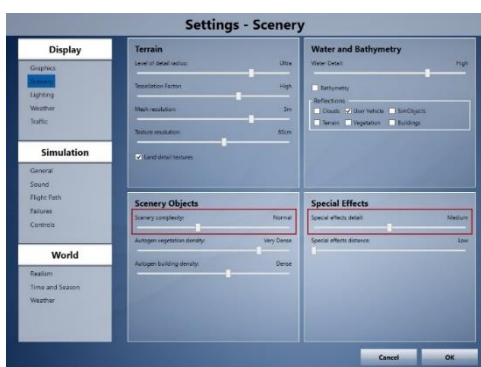 Settings - Scenery
Display
Graphics
Scenery
Lighting
Weather
Traffic
Simulation
General
Sound
Flight Path
Failures
Controls
World
Realism
Time and Season
Weather
Terrain
Level of detail radius: Ultra
Tessellation Factor: High
Mesh resolution: 5m
Texture resolution: 60cm
Land detail textures
Water and Bathymetry
Water Detail: High
Bathymetry
Reflections
Clouds User Vehicle SimObjects
Terrain Vegetation Buildings
Scenery Objects
Scenery complexity: Normal
Autogen vegetation density: Very Dense
Autogen building density: Dense
Special Effects
Special effects detail: Medium
Special effects distance: Low
Cancel OK